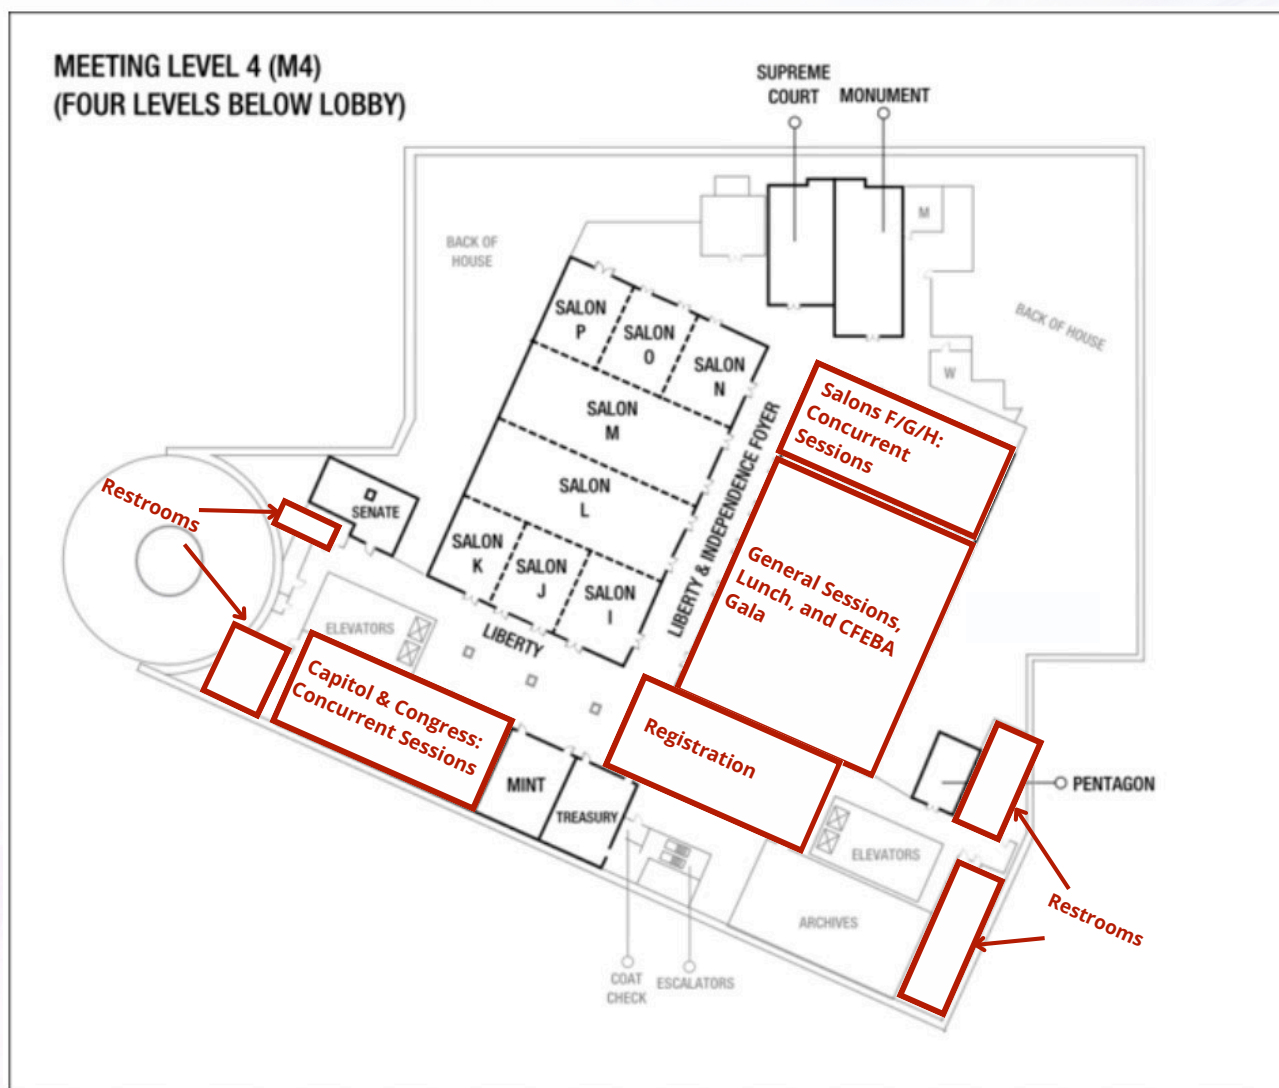 MEETING LEVEL 4 (M4)
(FOUR LEVELS BELOW LOBBY)
SUPREME
COURT
MONUMENT
M
BACK OF
HOUSE
BACK OF HOUSE
W
SALON
P
SALON
O
SALON
N
SALON
M
SALON
L
SALON
K
SALON
J
SALON
I
LIBERTY & INDEPENDENCE FOYER
Salons F/G/H:
Concurrent
Sessions
General Sessions,
Lunch, and CFEBA
Gala
Restrooms
SENATE
ELEVATORS
LIBERTY
Capitol & Congress:
Concurrent Sessions
MINT
TREASURY
Registration
PENTAGON
ELEVATORS
ARCHIVES
Restrooms
COAT
CHECK
ESCALATORS